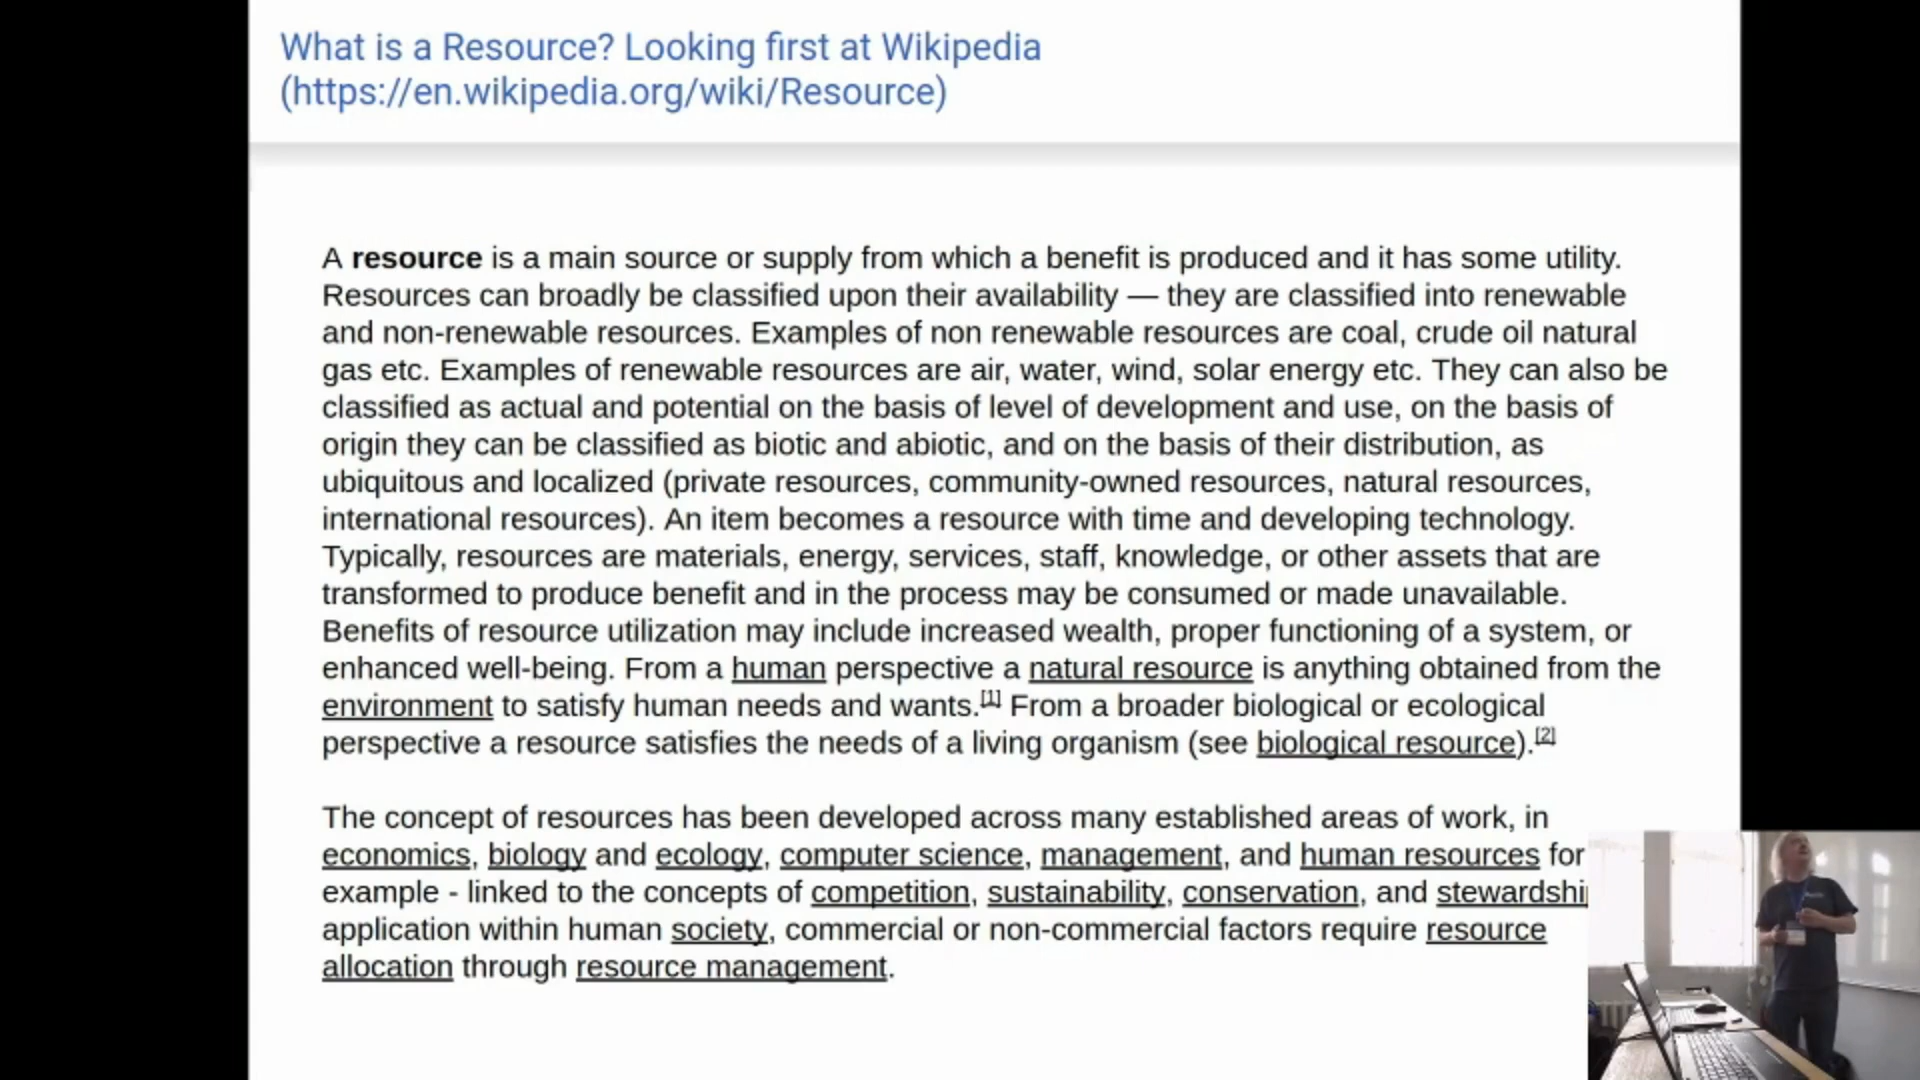 What is a Resource? Looking first at Wikipedia
(https://en.wikipedia.org/wiki/Resource)
A resource is a main source or supply from which a benefit is produced and it has some utility.
Resources can broadly be classified upon their availability — they are classified into renewable
and non-renewable resources. Examples of non renewable resources are coal, crude oil natural
gas etc. Examples of renewable resources are air, water, wind, solar energy etc. They can also be
classified as actual and potential on the basis of level of development and use, on the basis of
origin they can be classified as biotic and abiotic, and on the basis of their distribution, as
ubiquitous and localized (private resources, community-owned resources, natural resources,
international resources). An item becomes a resource with time and developing technology.
Typically, resources are materials, energy, services, staff, knowledge, or other assets that are
transformed to produce benefit and in the process may be consumed or made unavailable.
Benefits of resource utilization may include increased wealth, proper functioning of a system, or
enhanced well-being. From a human perspective a natural resource is anything obtained from the
environment to satisfy human needs and wants.[1] From a broader biological or ecological
perspective a resource satisfies the needs of a living organism (see biological resource).[2]
The concept of resources has been developed across many established areas of work, in
economics, biology and ecology, computer science, management, and human resources for
example - linked to the concepts of competition, sustainability, conservation, and
application within human society, commercial or non-commercial factors require resource
allocation through resource management.